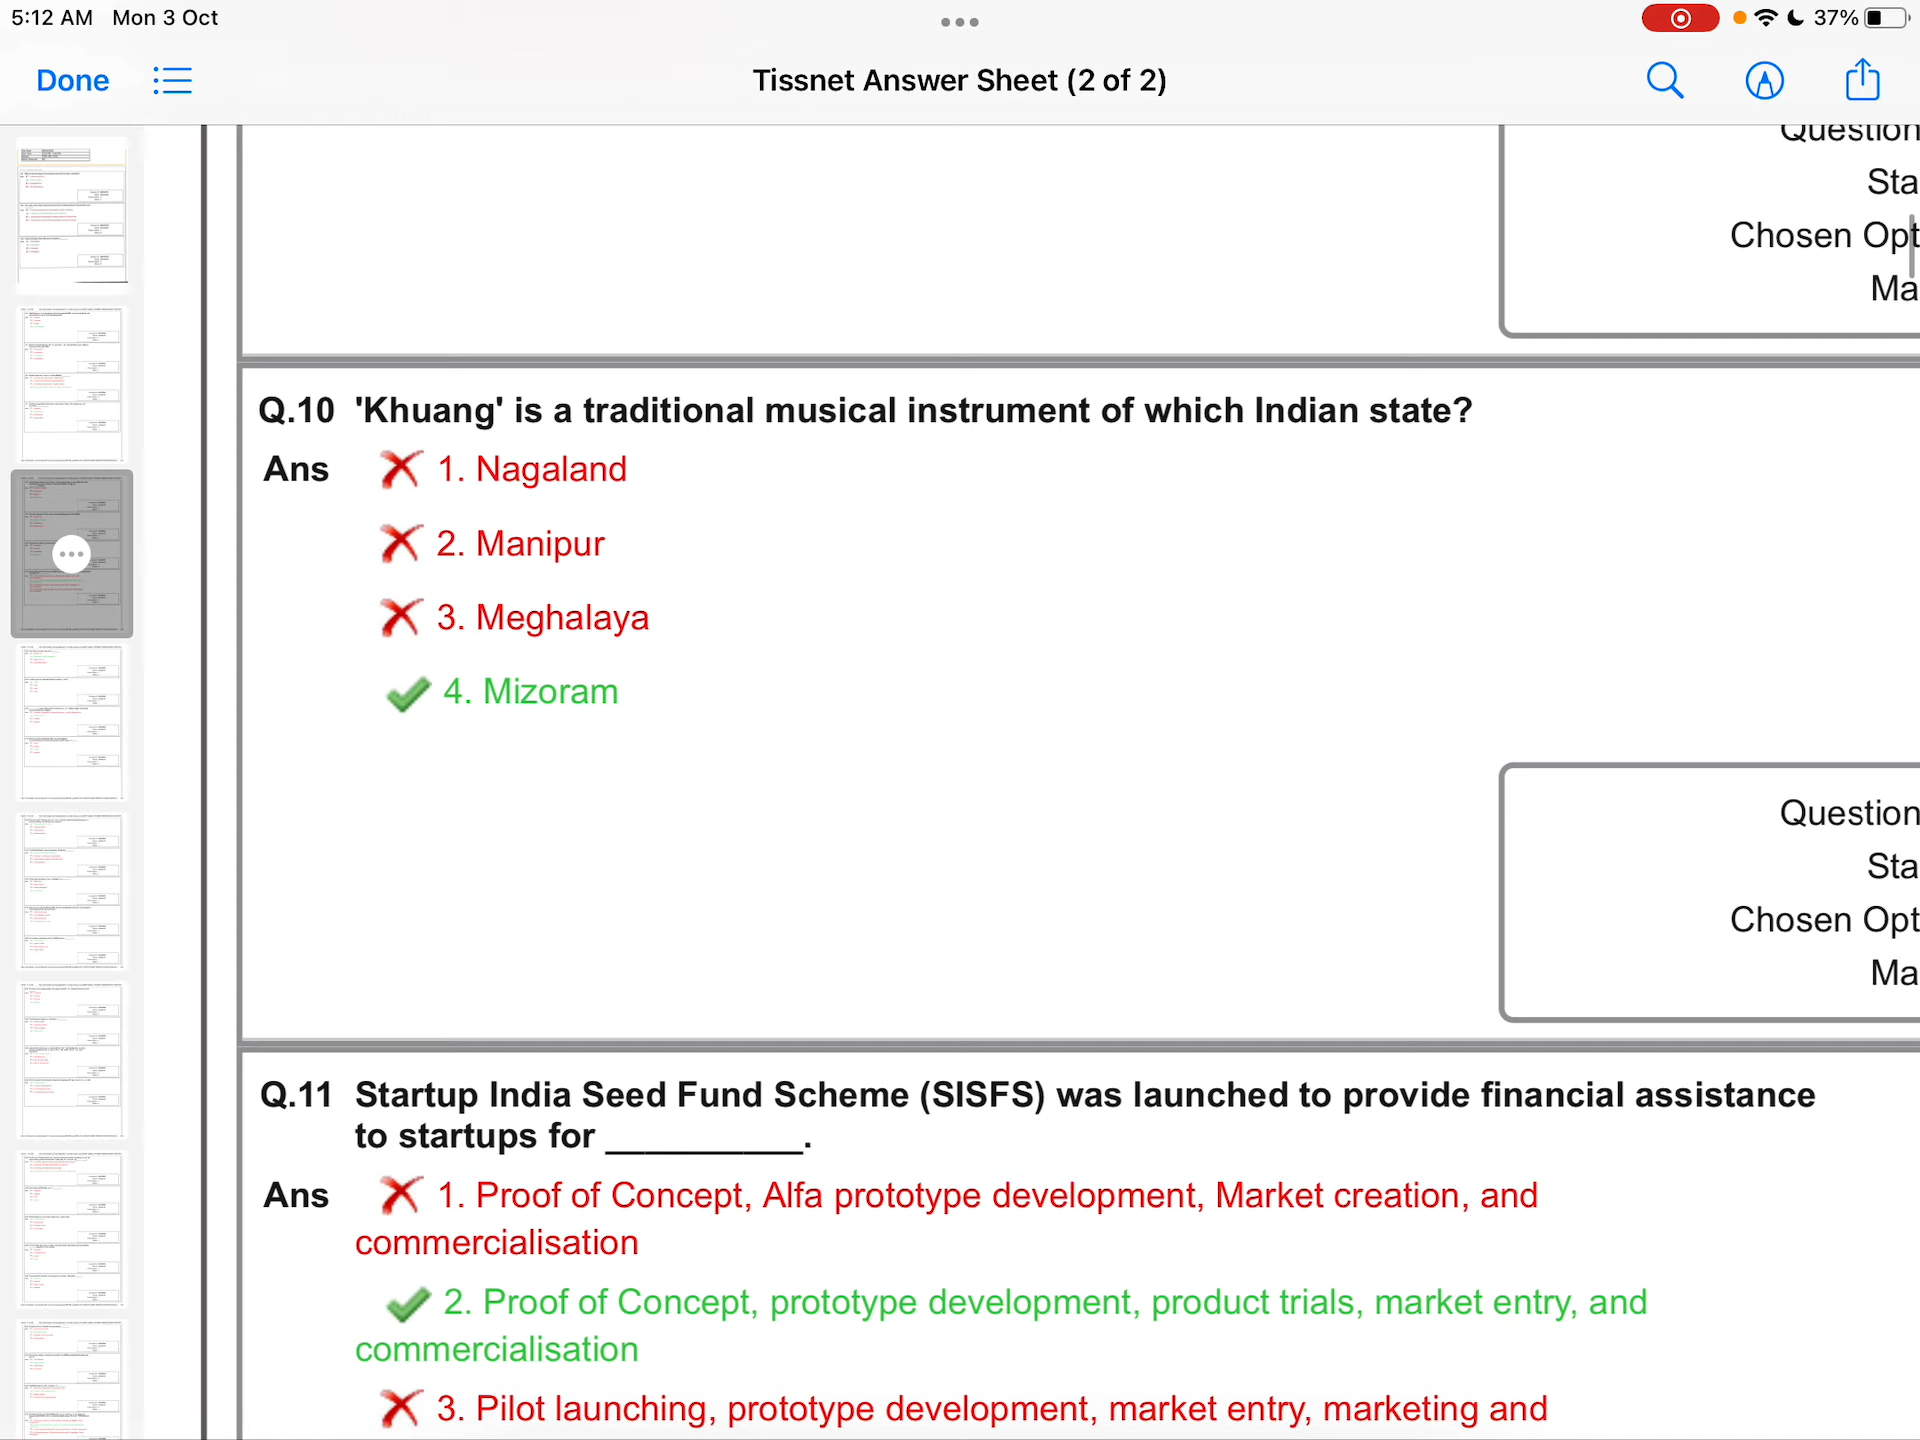 5:12 AM Mon 3 Oct
37%
Done
Tissnet Answer Sheet (2 of 2)
Question
Sta
Chosen Opt
Ma
Q.10 'Khuang' is a traditional musical instrument of which Indian state?
Ans 1. Nagaland
2. Manipur
3. Meghalaya
4. Mizoram
Question
Sta
Chosen Opt
Ma
Q.11 Startup India Seed Fund Scheme (SISFS) was launched to provide financial assistance
to startups for __________.
Ans 1. Proof of Concept, Alfa prototype development, Market creation, and
commercialisation
2. Proof of Concept, prototype development, product trials, market entry, and
commercialisation
3. Pilot launching, prototype development, market entry, marketing and